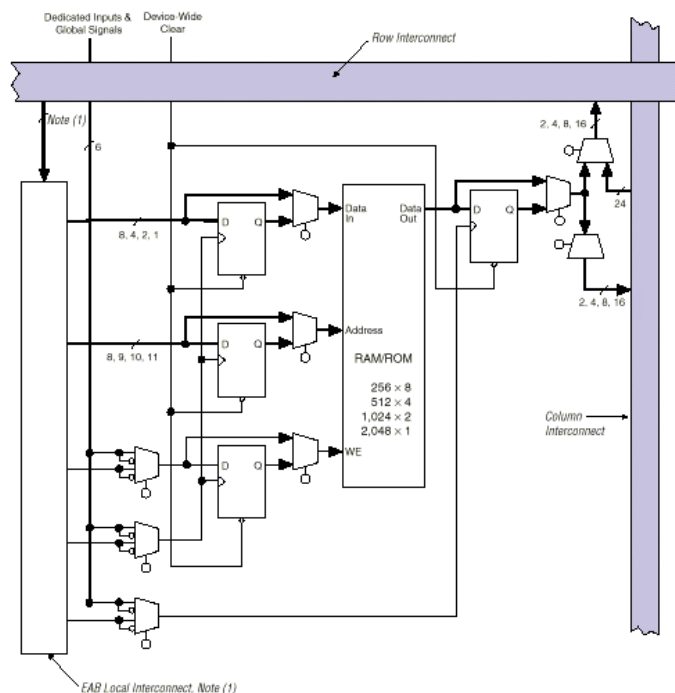 Dedicated Inputs &
Global Signals
Device-Wide
Clear
Row Interconnect
Note (1)
6
2, 4, 8, 16
24
D Q
Data
In
Data
Out
D Q
8, 4, 2, 1
2, 4, 8, 16
D Q
Address
8, 9, 10, 11
RAM/ROM
256 × 8
512 × 4
1,024 × 2
2,048 × 1
Column
Interconnect
D Q
WE
EAB Local Interconnect, Note (1)